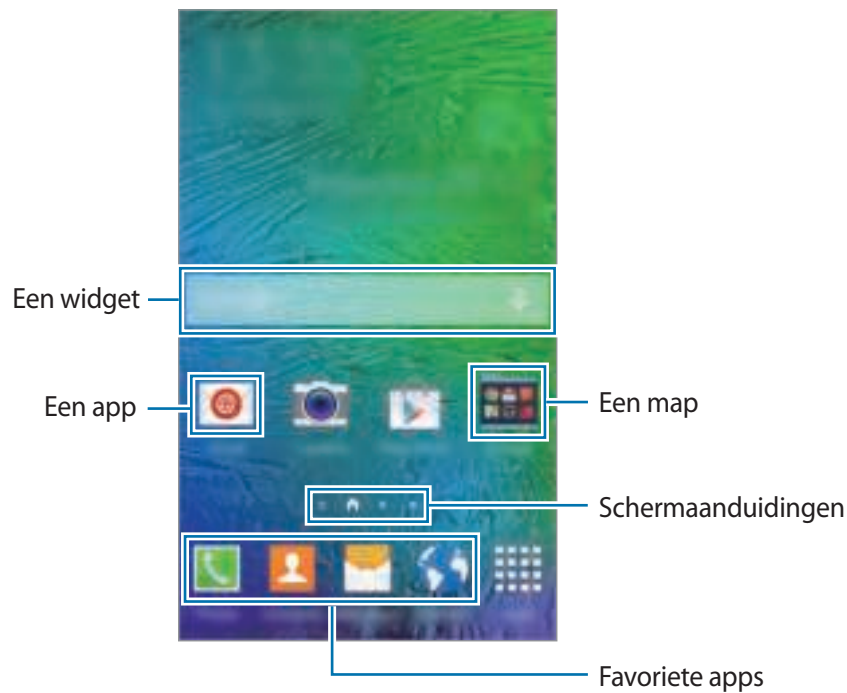 Een widget
Een app
Een map
Schermaanduidingen
Favoriete apps